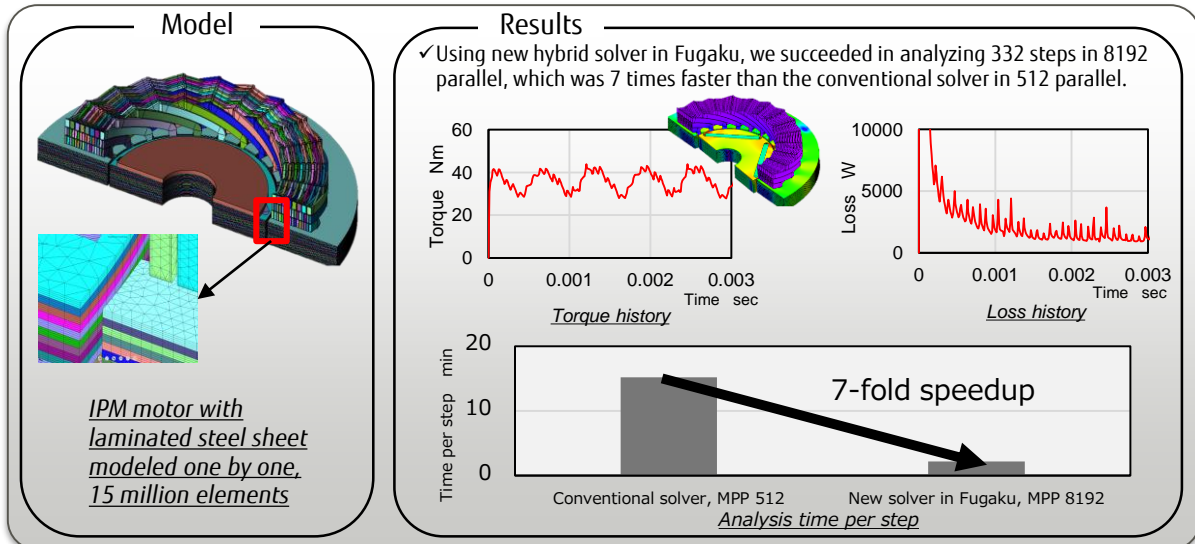 Model
IPM motor with
laminated steel sheet
modeled one by one,
15 million elements
Results
✓Using new hybrid solver in Fugaku, we succeeded in analyzing 332 steps in 8192
parallel, which was 7 times faster than the conventional solver in 512 parallel.
Torque Nm
60
40
20
0
0 0.001 0.002 0.003
Time sec
Torque history
Loss W
10000
5000
0
0 0.001 0.002 0.003
Time sec
Loss history
Time per step min
20
10
0
7-fold speedup
Conventional solver, MPP 512 New solver in Fugaku, MPP 8192
Analysis time per step